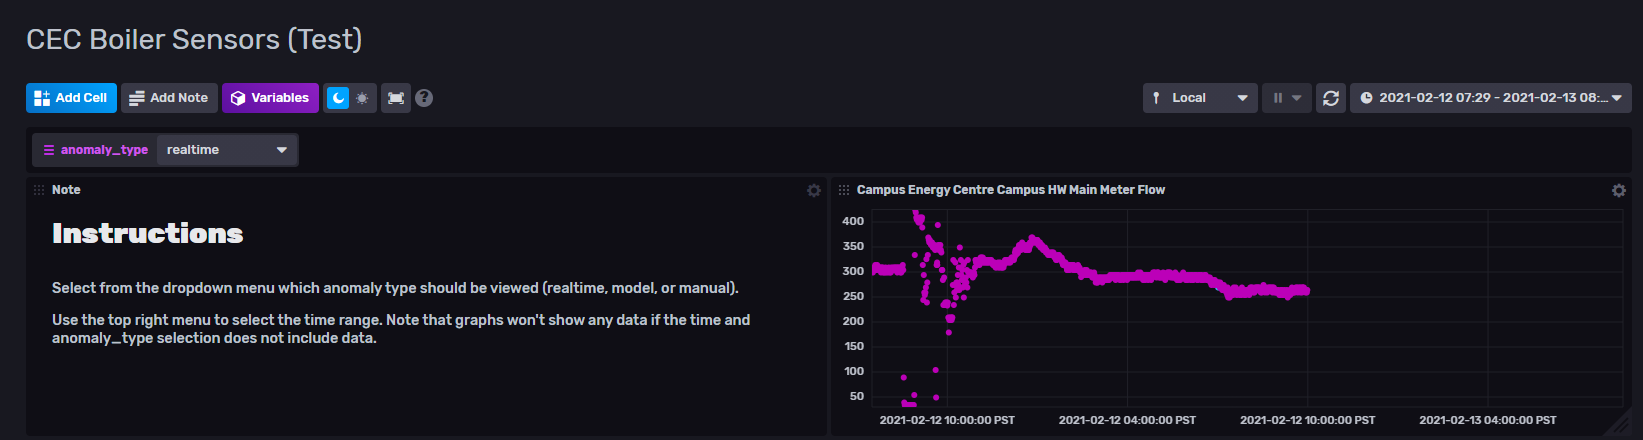 CEC Boiler Sensors (Test)
Add Cell
Add Note
Variables
?
Local
2021-02-12 07:29 - 2021-02-13 08:...
anomaly_type
realtime
Note
Instructions
Select from the dropdown menu which anomaly type should be viewed (realtime, model, or manual).
Use the top right menu to select the time range. Note that graphs won't show any data if the time and
anomaly_type selection does not include data.
Campus Energy Centre Campus HW Main Meter Flow
400
350
300
250
200
150
100
50
2021-02-12 10:00:00 PST
2021-02-12 04:00:00 PST
2021-02-12 10:00:00 PST
2021-02-13 04:00:00 PST